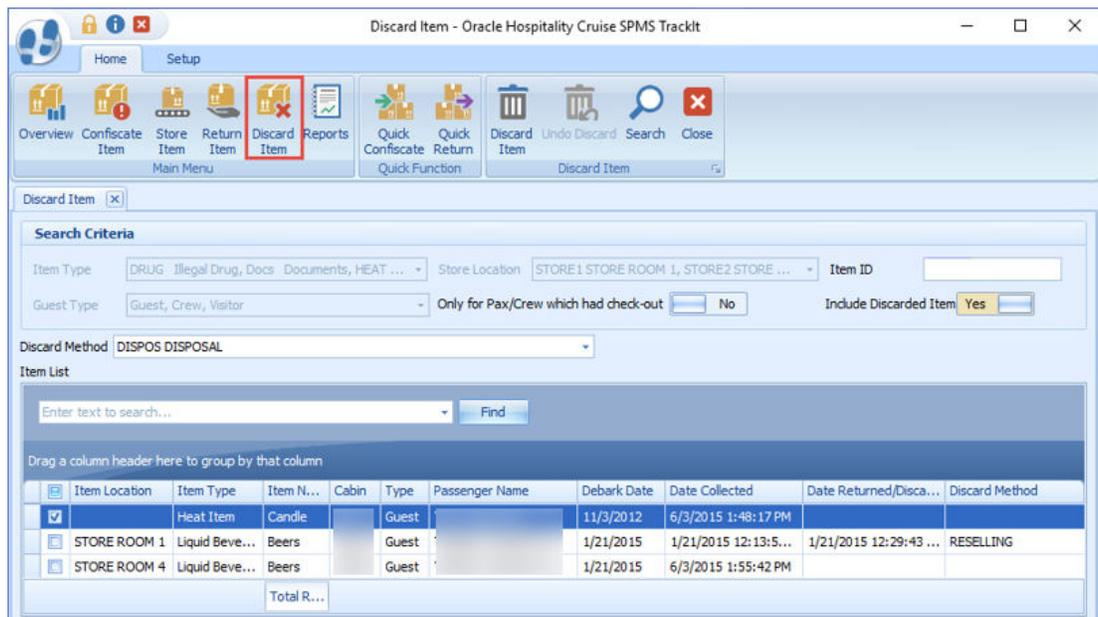 Discard Item - Oracle Hospitality Cruise SPMS TrackIt
Home Setup
Overview Confiscate Item Store Item Return Item Discard Item Reports Quick Confiscate Quick Return Discard Item Undo Discard Search Close
Main Menu Quick Function Discard Item
Discard Item
Search Criteria
Item Type DRUG Illegal Drug, Docs Documents, HEAT ... Store Location STORE1 STORE ROOM 1, STORE2 STORE ... Item ID
Guest Type Guest, Crew, Visitor Only for Pax/Crew which had check-out No Include Discarded Item Yes
Discard Method DISPOS DISPOSAL
Item List
Enter text to search... Find
Drag a column header here to group by that column
Item Location Item Type Item N... Cabin Type Passenger Name Debark Date Date Collected Date Returned/Disca... Discard Method
Heat Item Candle Guest 11/3/2012 6/3/2015 1:48:17 PM
STORE ROOM 1 Liquid Beve... Beers Guest 1/21/2015 1/21/2015 12:13:5... 1/21/2015 12:29:43 ... RESELLING
STORE ROOM 4 Liquid Beve... Beers Guest 1/21/2015 6/3/2015 1:55:42 PM
Total R...